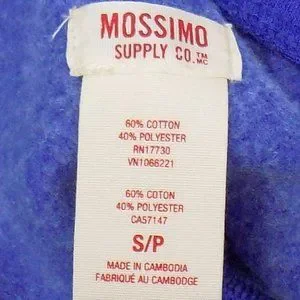 MOSSIMO
SUPPLY CO.™ MC
60% COTTON
40% POLYESTER
RN17730
VN1066221
60% COTON
40% POLYESTER
CA57147
S/P
MADE IN CAMBODIA
FABRIQUÉ AU CAMBODGE